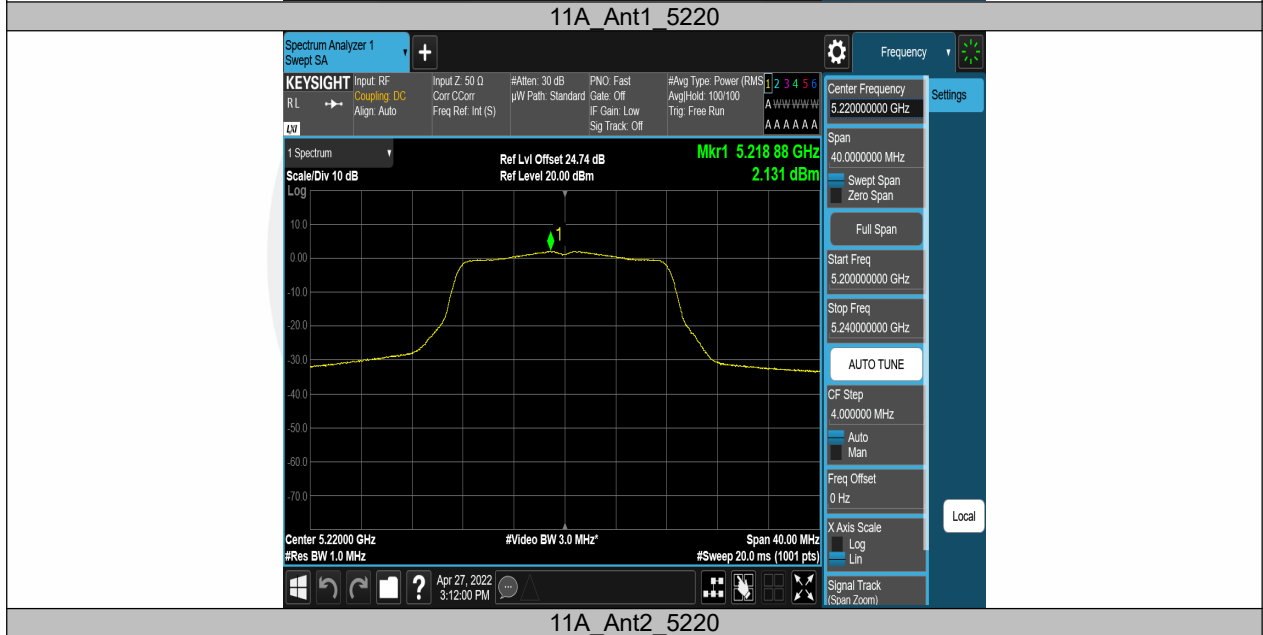 11A_Ant1_5220
Spectrum Analyzer 1
Swept SA
+
Frequency
KEYSIGHT
RL
LXI
Input: RF
Coupling: DC
Align: Auto
Input Z: 50 Ω
Corr CCorr
Freq Ref: Int (S)
#Atten: 30 dB
µW Path: Standard
PNO: Fast
Gate: Off
IF Gain: Low
Sig Track: Off
#Avg Type: Power (RMS
Avg|Hold: 100/100
Trig: Free Run
1 2 3 4 5 6
A W W W W W
A A A A A A
1 Spectrum
Scale/Div 10 dB
Ref Lvl Offset 24.74 dB
Ref Level 20.00 dBm
Mkr1 5.218 88 GHz
2.131 dBm
Log
10.0
0.00
-10.0
-20.0
-30.0
-40.0
-50.0
-60.0
-70.0
1
Center 5.22000 GHz
#Res BW 1.0 MHz
#Video BW 3.0 MHz*
Span 40.00 MHz
#Sweep 20.0 ms (1001 pts)
Center Frequency
5.220000000 GHz
Settings
Span
40.0000000 MHz
Swept Span
Zero Span
Full Span
Start Freq
5.200000000 GHz
Stop Freq
5.240000000 GHz
AUTO TUNE
CF Step
4.000000 MHz
Auto
Man
Freq Offset
0 Hz
X Axis Scale
Log
Lin
Local
Signal Track
(Span Zoom)
?
Apr 27, 2022
3:12:00 PM
11A_Ant2_5220